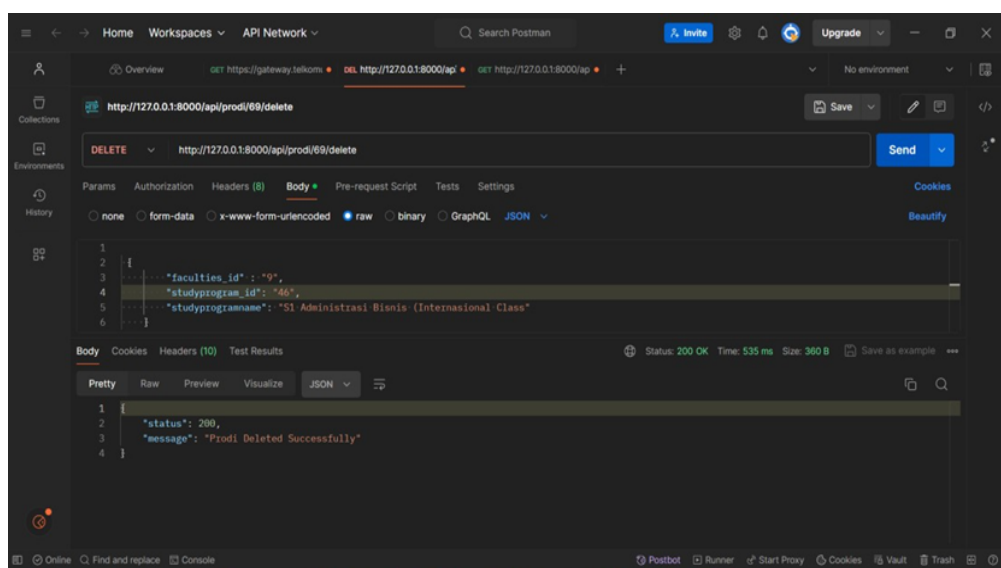 Home Workspaces API Network Search Postman Invite Upgrade
Overview GET https://gateway.telkomu DEL http://127.0.0.1:8000/api GET http://127.0.0.1:8000/ap + No environment
http://127.0.0.1:8000/api/prodi/69/delete Save
DELETE http://127.0.0.1:8000/api/prodi/69/delete Send
Params Authorization Headers (8) Body Pre-request Script Tests Settings Cookies
none form-data x-www-form-urlencoded raw binary GraphQL JSON Beautify
1
2 {
3 "faculties_id" : "9",
4 "studyprogram_id": "46",
5 "studyprogramname": "S1 Administrasi Bisnis (Internasional Class"
6 }
Body Cookies Headers (10) Test Results Status: 200 OK Time: 535 ms Size: 360 B Save as example
Pretty Raw Preview Visualize JSON
1 {
2 "status": 200,
3 "message": "Prodi Deleted Successfully"
4 }
Collections
Environments
History
Online Find and replace Console Postbot Runner Start Proxy Cookies Vault Trash